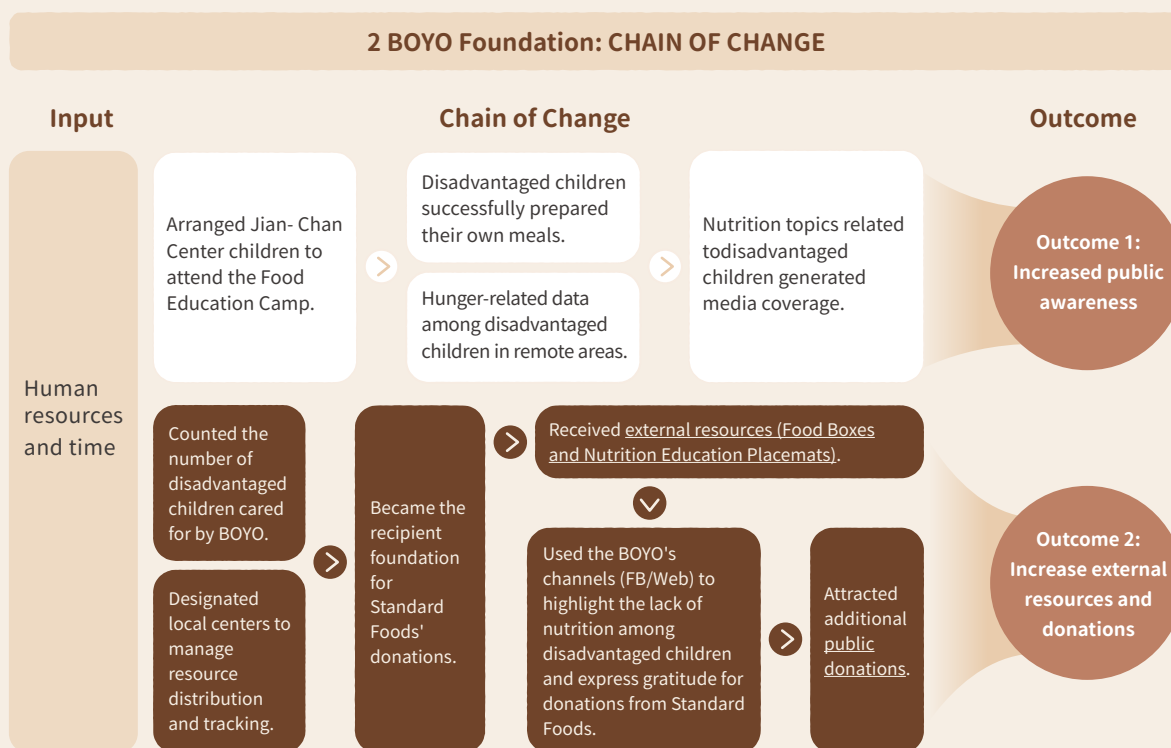 2 BOYO Foundation: CHAIN OF CHANGE
Input
Chain of Change
Outcome
Human
resources
and time
Arranged Jian- Chan
Center children to
attend the Food
Education Camp.
Disadvantaged children
successfully prepared
their own meals.
Hunger-related data
among disadvantaged
children in remote areas.
Nutrition topics related
todisadvantaged
children generated
media coverage.
Outcome 1:
Increased public
awareness
Counted the
number of
disadvantaged
children cared
for by BOYO.
Designated
local centers to
manage
resource
distribution
and tracking.
Became the
recipient
foundation
for
Standard
Foods'
donations.
Received external resources (Food Boxes
and Nutrition Education Placemats).
Used the BOYO's
channels (FB/Web) to
highlight the lack of
nutrition among
disadvantaged children
and express gratitude for
donations from Standard
Foods.
Attracted
additional
public
donations.
Outcome 2:
Increase external
resources and
donations